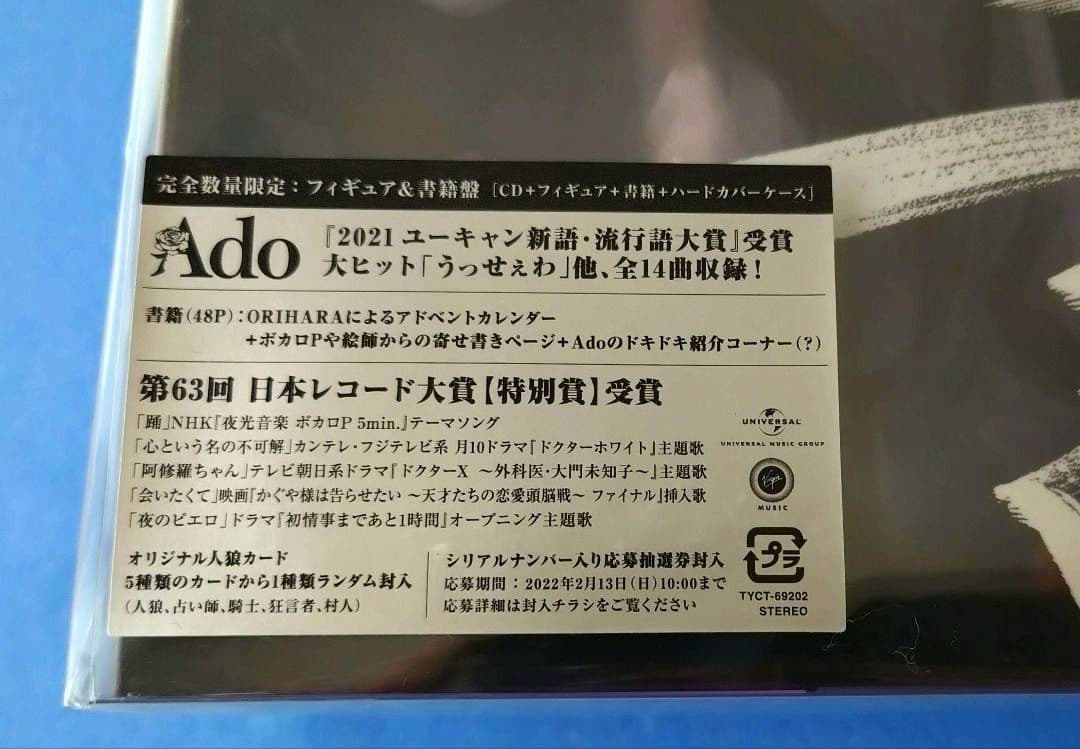 完全数量限定：フィギュア&書籍盤 [CD+フィギュア+書籍+ハードカバーケース]
Ado
『2021 ユーキャン新語・流行語大賞』受賞
大ヒット「うっせぇわ」他、全14曲収録！
書籍(48P)：ORIHARAによるアドベントカレンダー
+ボカロPや絵師からの寄せ書きページ+Adoのドキドキ紹介コーナー(？)
第63回 日本レコード大賞【特別賞】受賞
「踊」NHK『夜光音楽 ボカロP 5min.』テーマソング
「心という名の不可解」カンテレ・フジテレビ系 月10ドラマ『ドクターホワイト』主題歌
「阿修羅ちゃん」テレビ朝日系ドラマ『ドクターX ～外科医・大門未知子～』主題歌
「会いたくて」映画『かぐや様は告らせたい ～天才たちの恋愛頭脳戦～ ファイナル』挿入歌
「夜のピエロ」ドラマ『初情事まであと1時間』オープニング主題歌
UNIVERSAL
UNIVERSAL MUSIC GROUP
Virgin
MUSIC
オリジナル人狼カード
5種類のカードから1種類ランダム封入
(人狼、占い師、騎士、狂言者、村人)
シリアルナンバー入り応募抽選券封入
応募期間：2022年2月13日(日)10:00まで
応募詳細は封入チラシをご覧ください
プラ
TYCT-69202
STEREO